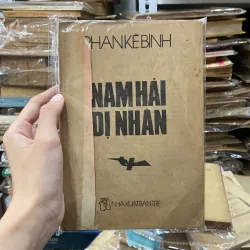 PHAN KẾ BÍNH
NAM HẢI
DỊ NHÂN
NHÀ XUẤT BẢN TRẺ